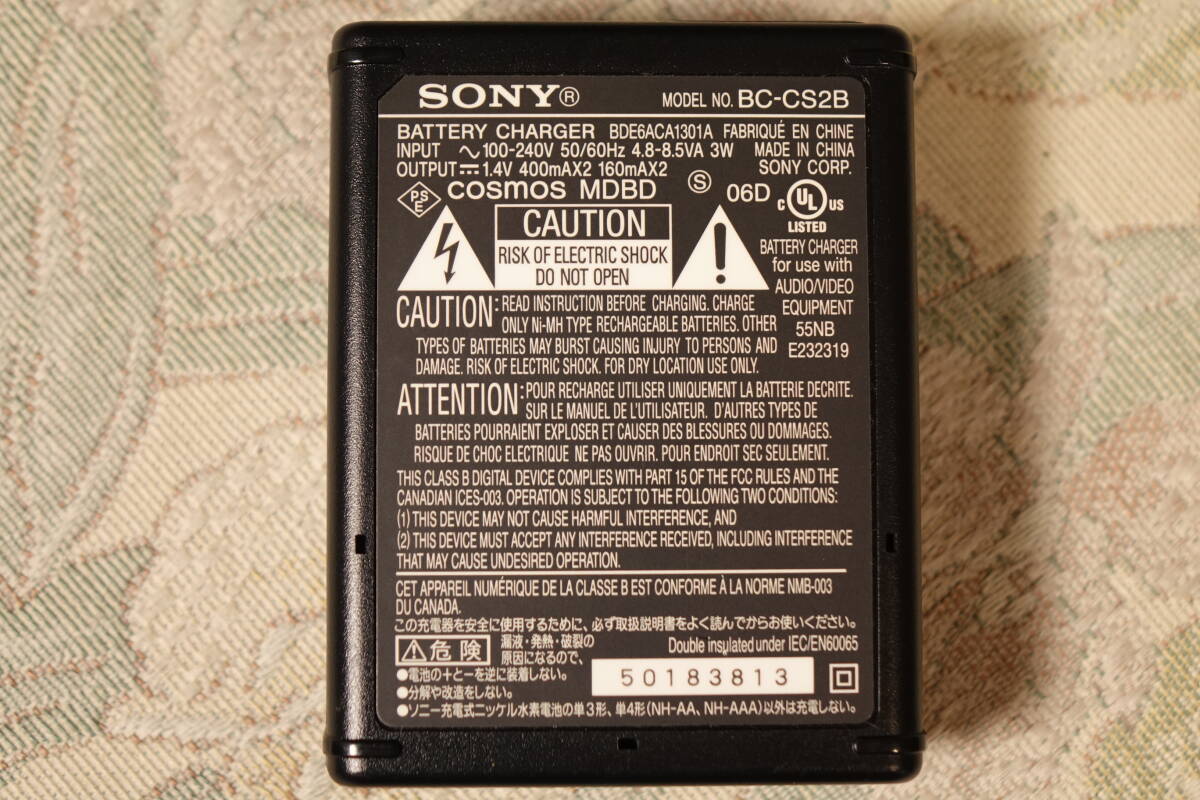 SONY®
MODEL NO. BC-CS2B
BATTERY CHARGER BDE6ACA1301A FABRIQUÉ EN CHINE
INPUT ∿100-240V 50/60Hz 4.8-8.5VA 3W MADE IN CHINA
OUTPUT ⎓1.4V 400mAX2 160mAX2 SONY CORP.
PS
E
cosmos MDBD Ⓢ 06D
C UL US
LISTED
CAUTION
RISK OF ELECTRIC SHOCK
DO NOT OPEN
BATTERY CHARGER
for use with
AUDIO/VIDEO
EQUIPMENT
55NB
E232319
CAUTION: READ INSTRUCTION BEFORE CHARGING. CHARGE
ONLY Ni-MH TYPE RECHARGEABLE BATTERIES. OTHER
TYPES OF BATTERIES MAY BURST CAUSING INJURY TO PERSONS AND
DAMAGE. RISK OF ELECTRIC SHOCK. FOR DRY LOCATION USE ONLY.
ATTENTION: POUR RECHARGE UTILISER UNIQUEMENT LA BATTERIE DECRITE.
SUR LE MANUEL DE L'UTILISATEUR. D'AUTRES TYPES DE
BATTERIES POURRAIENT EXPLOSER ET CAUSER DES BLESSURES OU DOMMAGES.
RISQUE DE CHOC ELECTRIQUE NE PAS OUVRIR. POUR ENDROIT SEC SEULEMENT.
THIS CLASS B DIGITAL DEVICE COMPLIES WITH PART 15 OF THE FCC RULES AND THE
CANADIAN ICES-003. OPERATION IS SUBJECT TO THE FOLLOWING TWO CONDITIONS:
(1) THIS DEVICE MAY NOT CAUSE HARMFUL INTERFERENCE, AND
(2) THIS DEVICE MUST ACCEPT ANY INTERFERENCE RECEIVED, INCLUDING INTERFERENCE
THAT MAY CAUSE UNDESIRED OPERATION.
CET APPAREIL NUMÉRIQUE DE LA CLASSE B EST CONFORME À LA NORME NMB-003
DU CANADA.
この充電器を安全に使用するために、必ず取扱説明書をよく読んでからお使いください。
⚠危険 漏液・発熱・破裂の
原因になるので、
Double insulated under IEC/EN60065
●電池の+と−を逆に装着しない。
●分解や改造をしない。
50183813
●ソニー充電式ニッケル水素電池の単3形、単4形(NH-AA、NH-AAA)以外は充電しない。